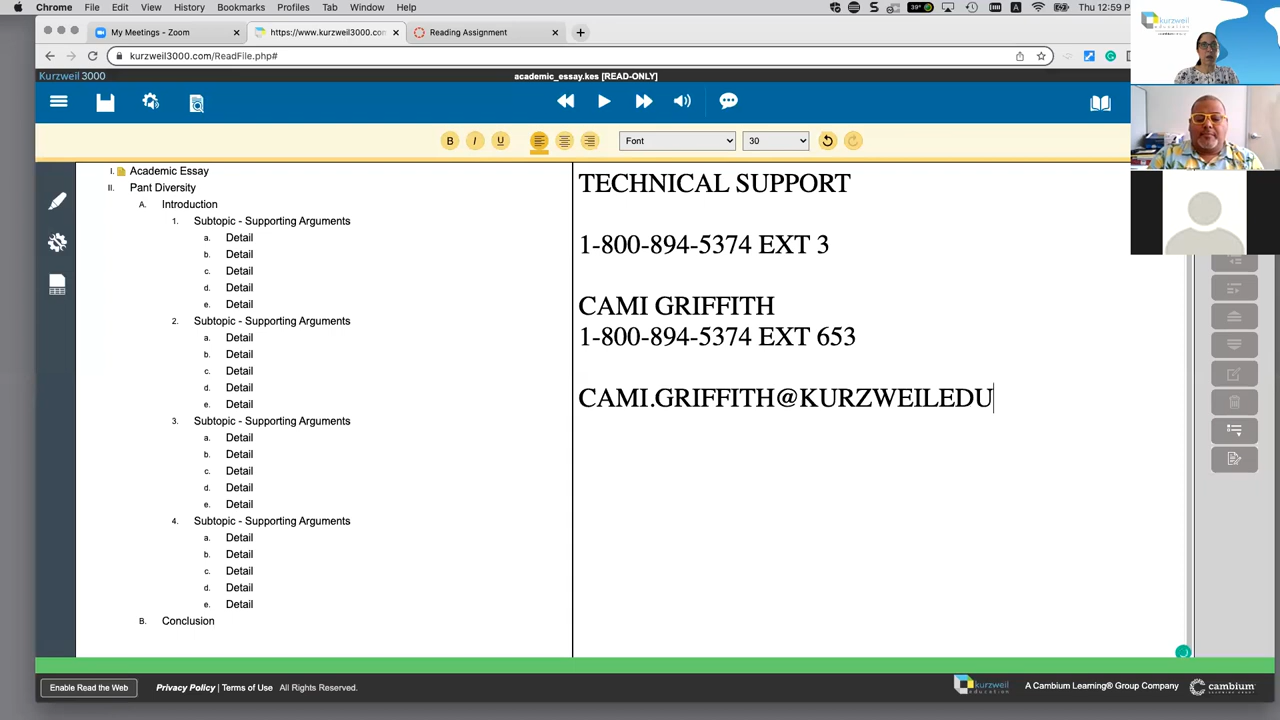 Chrome File Edit View History Bookmarks Profiles Tab Window Help 39° A Thu 12:59 P
My Meetings - Zoom
https://www.kurzweil3000.com
Reading Assignment
kurzweil3000.com/ReadFile.php#
Kurzweil 3000
academic_essay.kes [READ-ONLY]
B I U Font 30
I. Academic Essay
II. Pant Diversity
A. Introduction
1. Subtopic - Supporting Arguments
a. Detail
b. Detail
c. Detail
d. Detail
e. Detail
2. Subtopic - Supporting Arguments
a. Detail
b. Detail
c. Detail
d. Detail
e. Detail
3. Subtopic - Supporting Arguments
a. Detail
b. Detail
c. Detail
d. Detail
e. Detail
4. Subtopic - Supporting Arguments
a. Detail
b. Detail
c. Detail
d. Detail
e. Detail
B. Conclusion
TECHNICAL SUPPORT
1-800-894-5374 EXT 3
CAMI GRIFFITH
1-800-894-5374 EXT 653
CAMI.GRIFFITH@KURZWEILEDU
kurzweil
education
Enable Read the Web
Privacy Policy | Terms of Use All Rights Reserved.
kurzweil
education
A Cambium Learning® Group Company
cambium